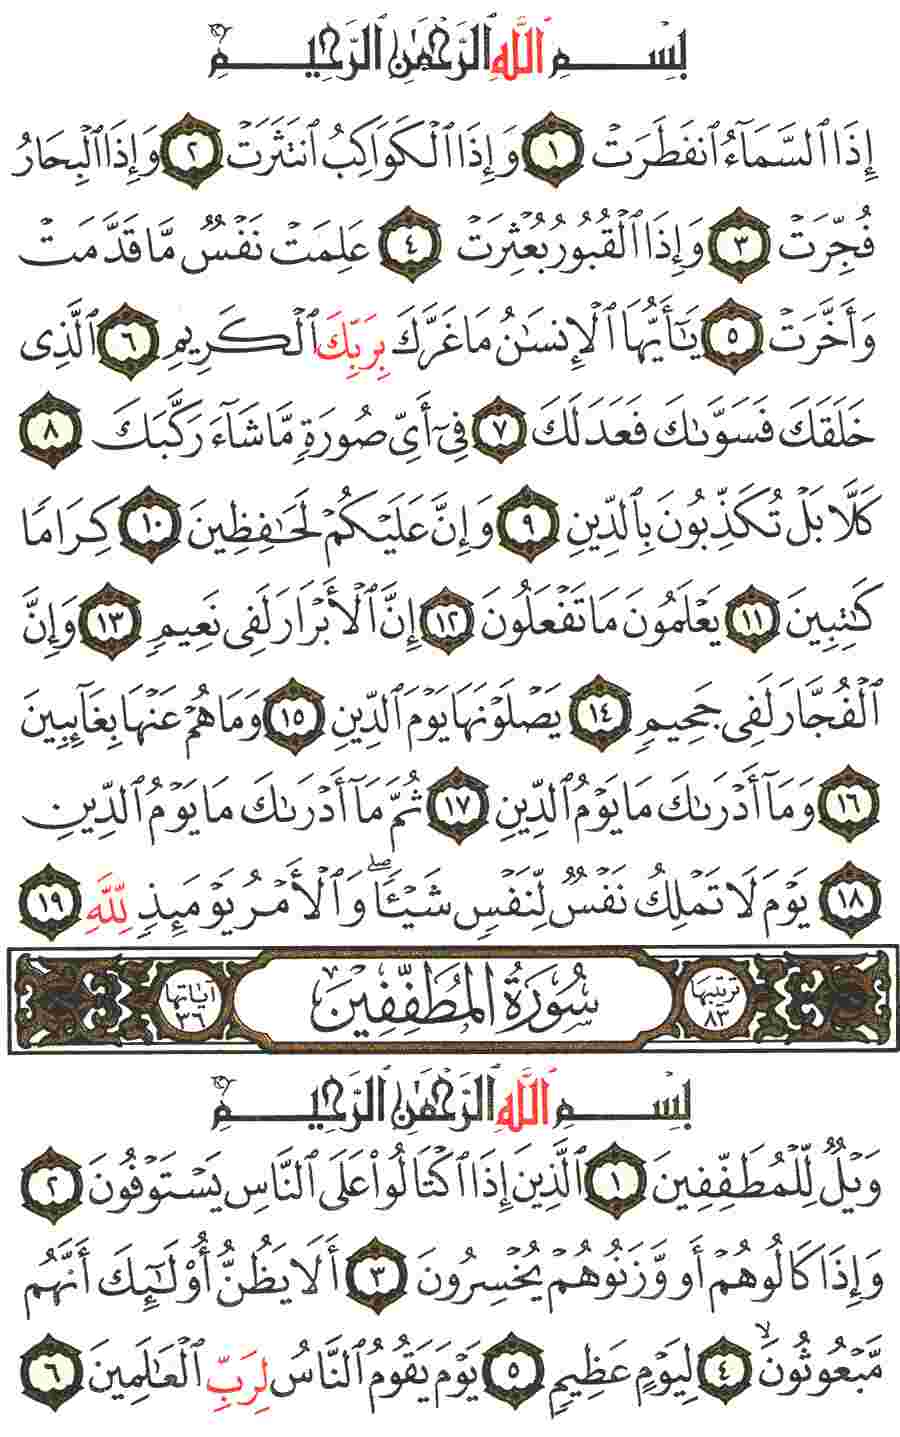 بِسْمِ ٱللَّهِ ٱلرَّحْمَٰنِ ٱلرَّحِيمِ
إِذَا ٱلسَّمَآءُ ٱنفَطَرَتْ ١ وَإِذَا ٱلْكَوَاكِبُ ٱنتَثَرَتْ ٢ وَإِذَا ٱلْبِحَارُ
فُجِّرَتْ ٣ وَإِذَا ٱلْقُبُورُ بُعْثِرَتْ ٤ عَلِمَتْ نَفْسٌ مَّا قَدَّمَتْ
وَأَخَّرَتْ ٥ يَٰٓأَيُّهَا ٱلْإِنسَٰنُ مَا غَرَّكَ بِرَبِّكَ ٱلْكَرِيمِ ٦ ٱلَّذِى
خَلَقَكَ فَسَوَّىٰكَ فَعَدَلَكَ ٧ فِىٓ أَىِّ صُورَةٍ مَّا شَآءَ رَكَّبَكَ ٨
كَلَّا بَلْ تُكَذِّبُونَ بِٱلدِّينِ ٩ وَإِنَّ عَلَيْكُمْ لَحَٰفِظِينَ ١٠ كِرَامًا
كَٰتِبِينَ ١١ يَعْلَمُونَ مَا تَفْعَلُونَ ١٢ إِنَّ ٱلْأَبْرَارَ لَفِى نَعِيمٍ ١٣ وَإِنَّ
ٱلْفُجَّارَ لَفِى جَحِيمٍ ١٤ يَصْلَوْنَهَا يَوْمَ ٱلدِّينِ ١٥ وَمَا هُمْ عَنْهَا بِغَآئِبِينَ
١٦ وَمَآ أَدْرَىٰكَ مَا يَوْمُ ٱلدِّينِ ١٧ ثُمَّ مَآ أَدْرَىٰكَ مَا يَوْمُ ٱلدِّينِ
١٨ يَوْمَ لَا تَمْلِكُ نَفْسٌ لِّنَفْسٍ شَيْـًٔا ۖ وَٱلْأَمْرُ يَوْمَئِذٍ لِّلَّهِ ١٩
ترتيبها ٨٣ سُورَةُ المُطَفِّفِينَ آياتها ٣٦
بِسْمِ ٱللَّهِ ٱلرَّحْمَٰنِ ٱلرَّحِيمِ
وَيْلٌ لِّلْمُطَفِّفِينَ ١ ٱلَّذِينَ إِذَا ٱكْتَالُوا۟ عَلَى ٱلنَّاسِ يَسْتَوْفُونَ ٢
وَإِذَا كَالُوهُمْ أَو وَّزَنُوهُمْ يُخْسِرُونَ ٣ أَلَا يَظُنُّ أُو۟لَٰٓئِكَ أَنَّهُم
مَّبْعُوثُونَ ۙ ٤ لِيَوْمٍ عَظِيمٍ ٥ يَوْمَ يَقُومُ ٱلنَّاسُ لِرَبِّ ٱلْعَٰلَمِينَ ٦